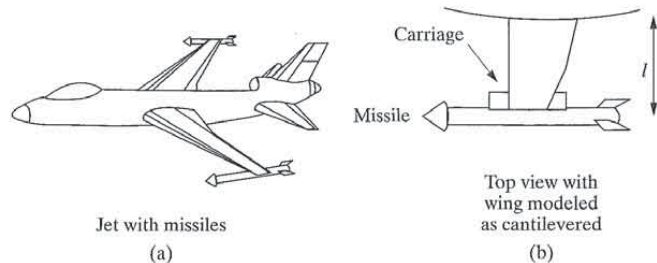 Carriage
l
Missile
Jet with missiles
(a)
Top view with
wing modeled
as cantilevered
(b)